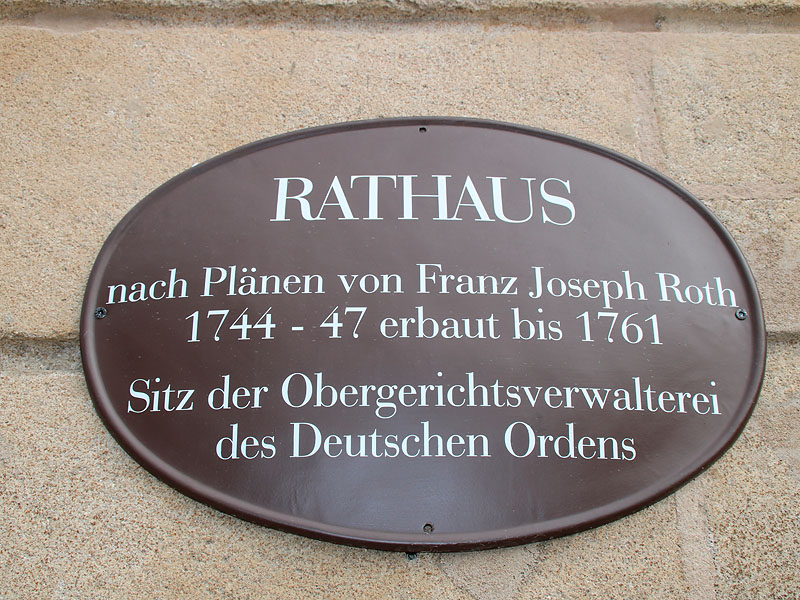 RATHAUS
nach Plänen von Franz Joseph Roth
1744 - 47 erbaut bis 1761
Sitz der Obergerichtsverwalterei
des Deutschen Ordens